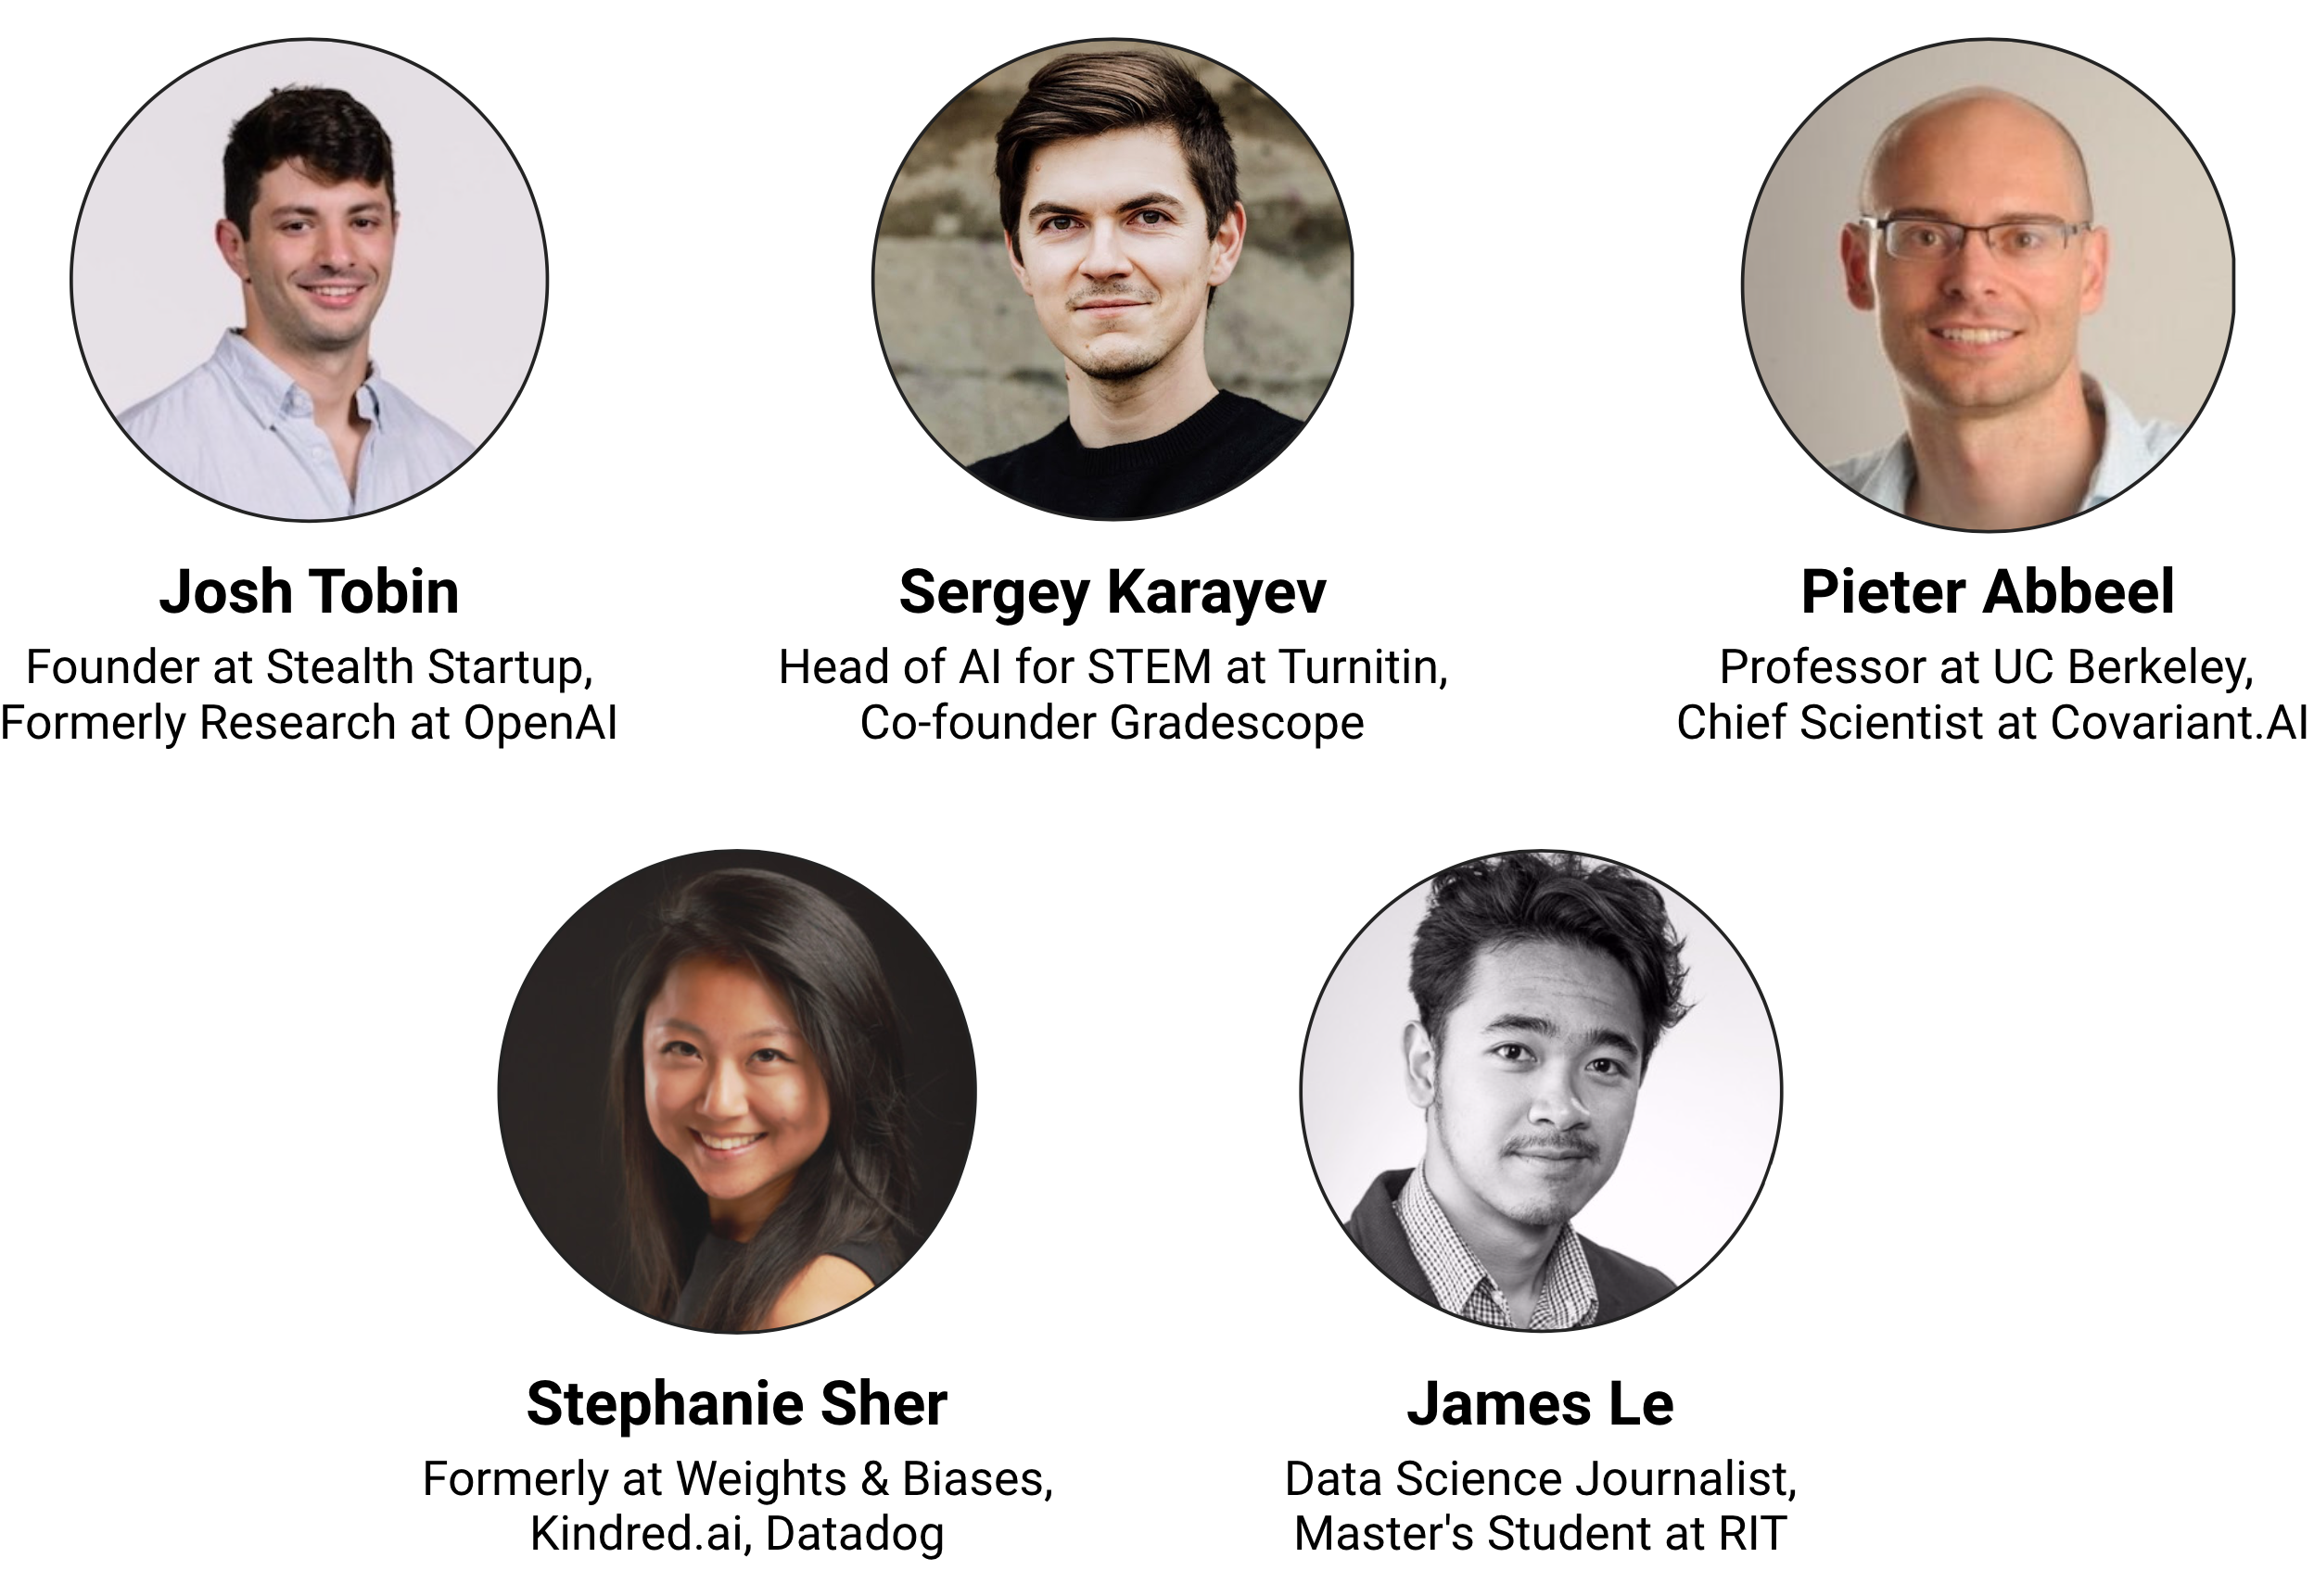 Josh Tobin
Founder at Stealth Startup,
Formerly Research at OpenAI
Sergey Karayev
Head of AI for STEM at Turnitin,
Co-founder Gradescope
Pieter Abbeel
Professor at UC Berkeley,
Chief Scientist at Covariant.AI
Stephanie Sher
Formerly at Weights & Biases,
Kindred.ai, Datadog
James Le
Data Science Journalist,
Master's Student at RIT